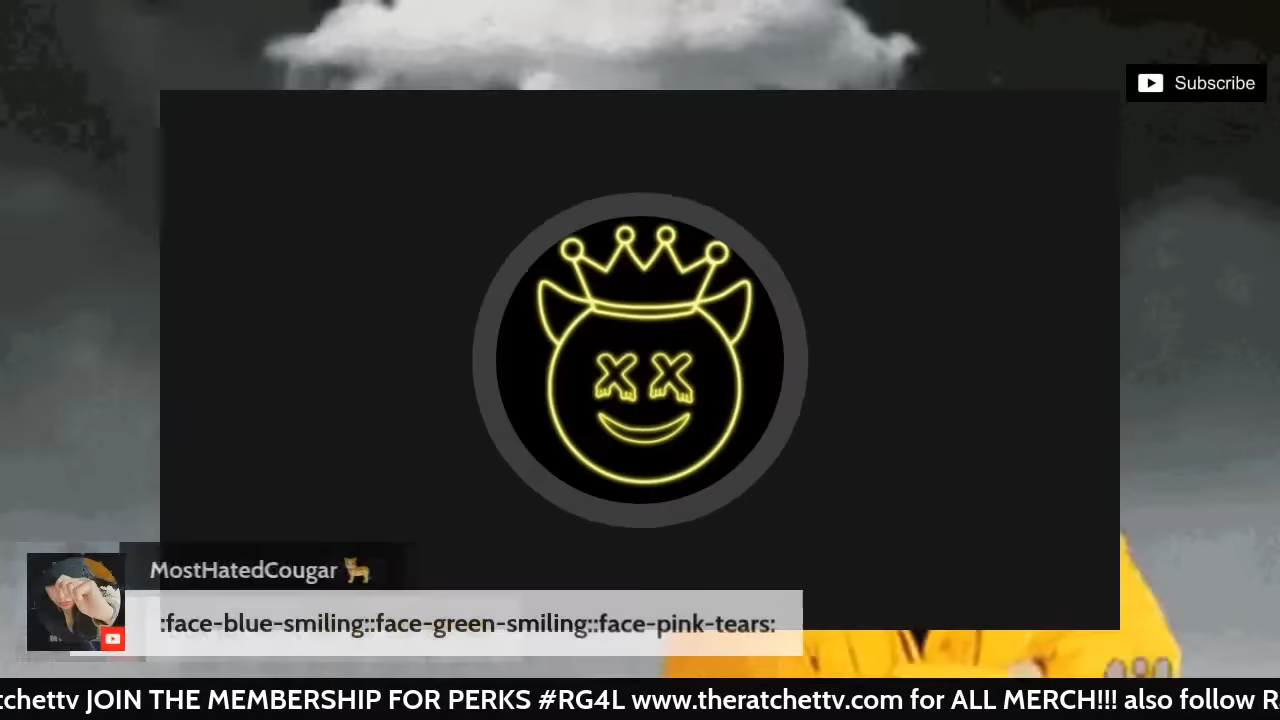 Subscribe
MostHatedCougar
:face-blue-smiling::face-green-smiling::face-pink-tears:
tchettv JOIN THE MEMBERSHIP FOR PERKS #RG4L www.theratchettv.com for ALL MERCH!!! also follow R